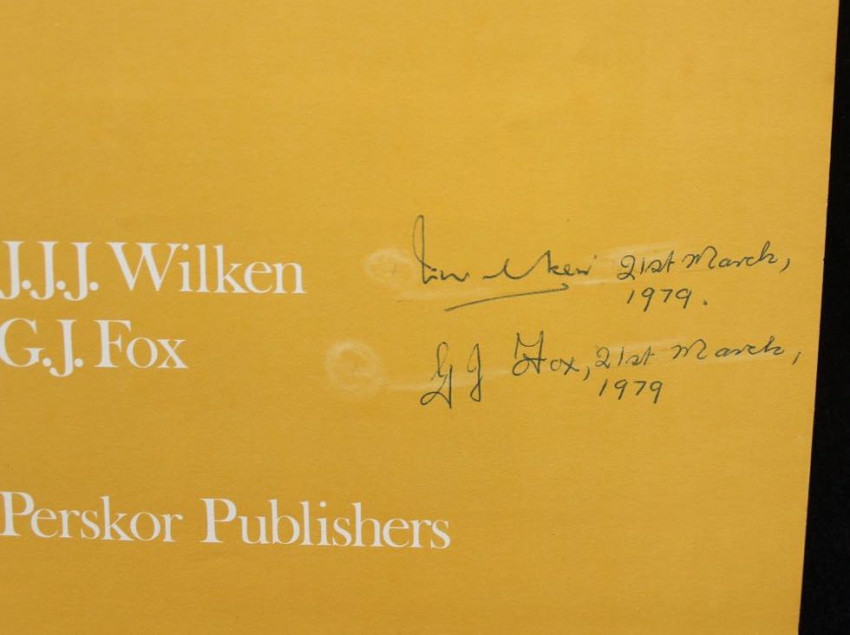 J.J.J. Wilken
21st March,
1979.
G.J. Fox
G J Fox, 21st March,
1979
Perskor Publishers